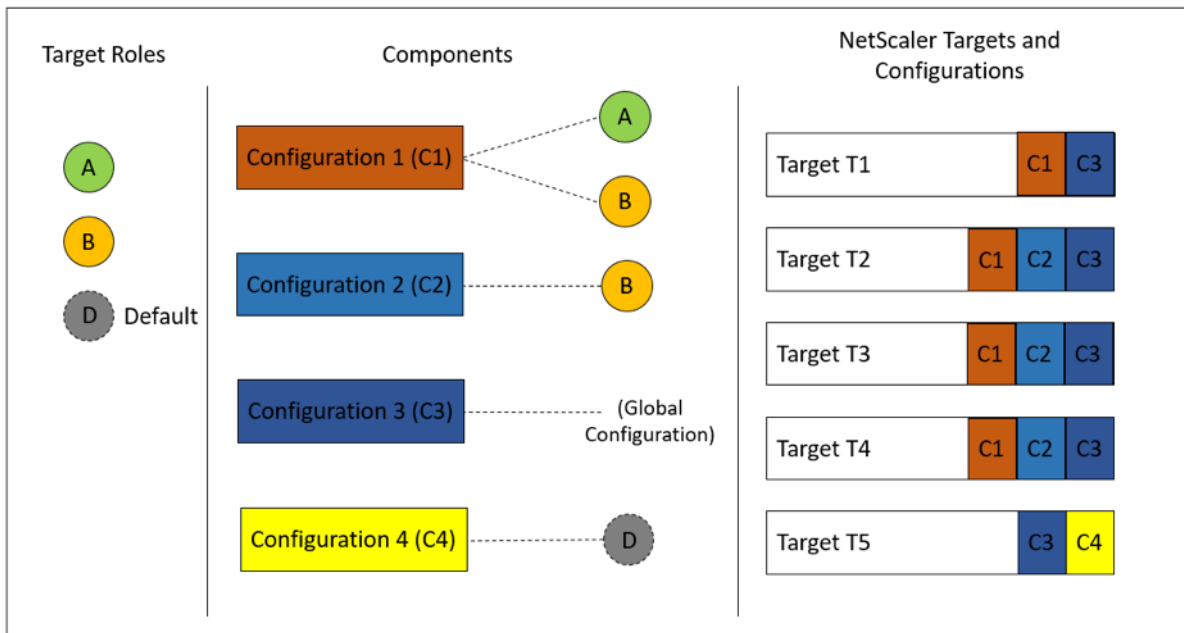 Target Roles
A
B
D Default
Components
Configuration 1 (C1)
A
B
Configuration 2 (C2)
B
Configuration 3 (C3)
(Global
Configuration)
Configuration 4 (C4)
D
NetScaler Targets and
Configurations
Target T1 C1 C3
Target T2 C1 C2 C3
Target T3 C1 C2 C3
Target T4 C1 C2 C3
Target T5 C3 C4